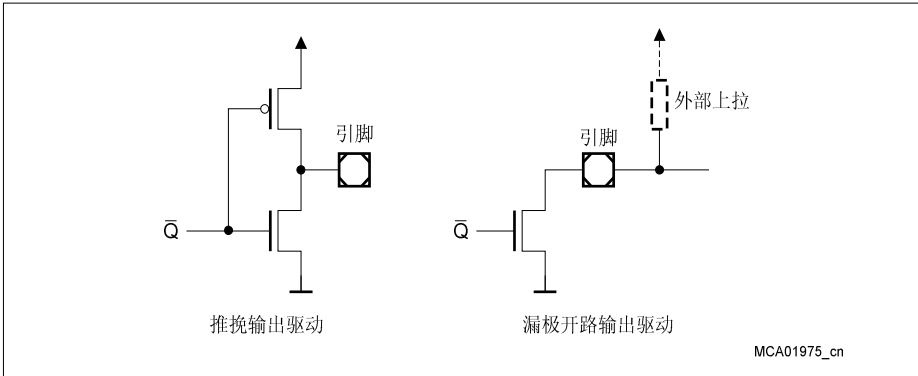 外部上拉
引脚
引脚
Q̅
Q̅
推挽输出驱动
漏极开路输出驱动
MCA01975_cn